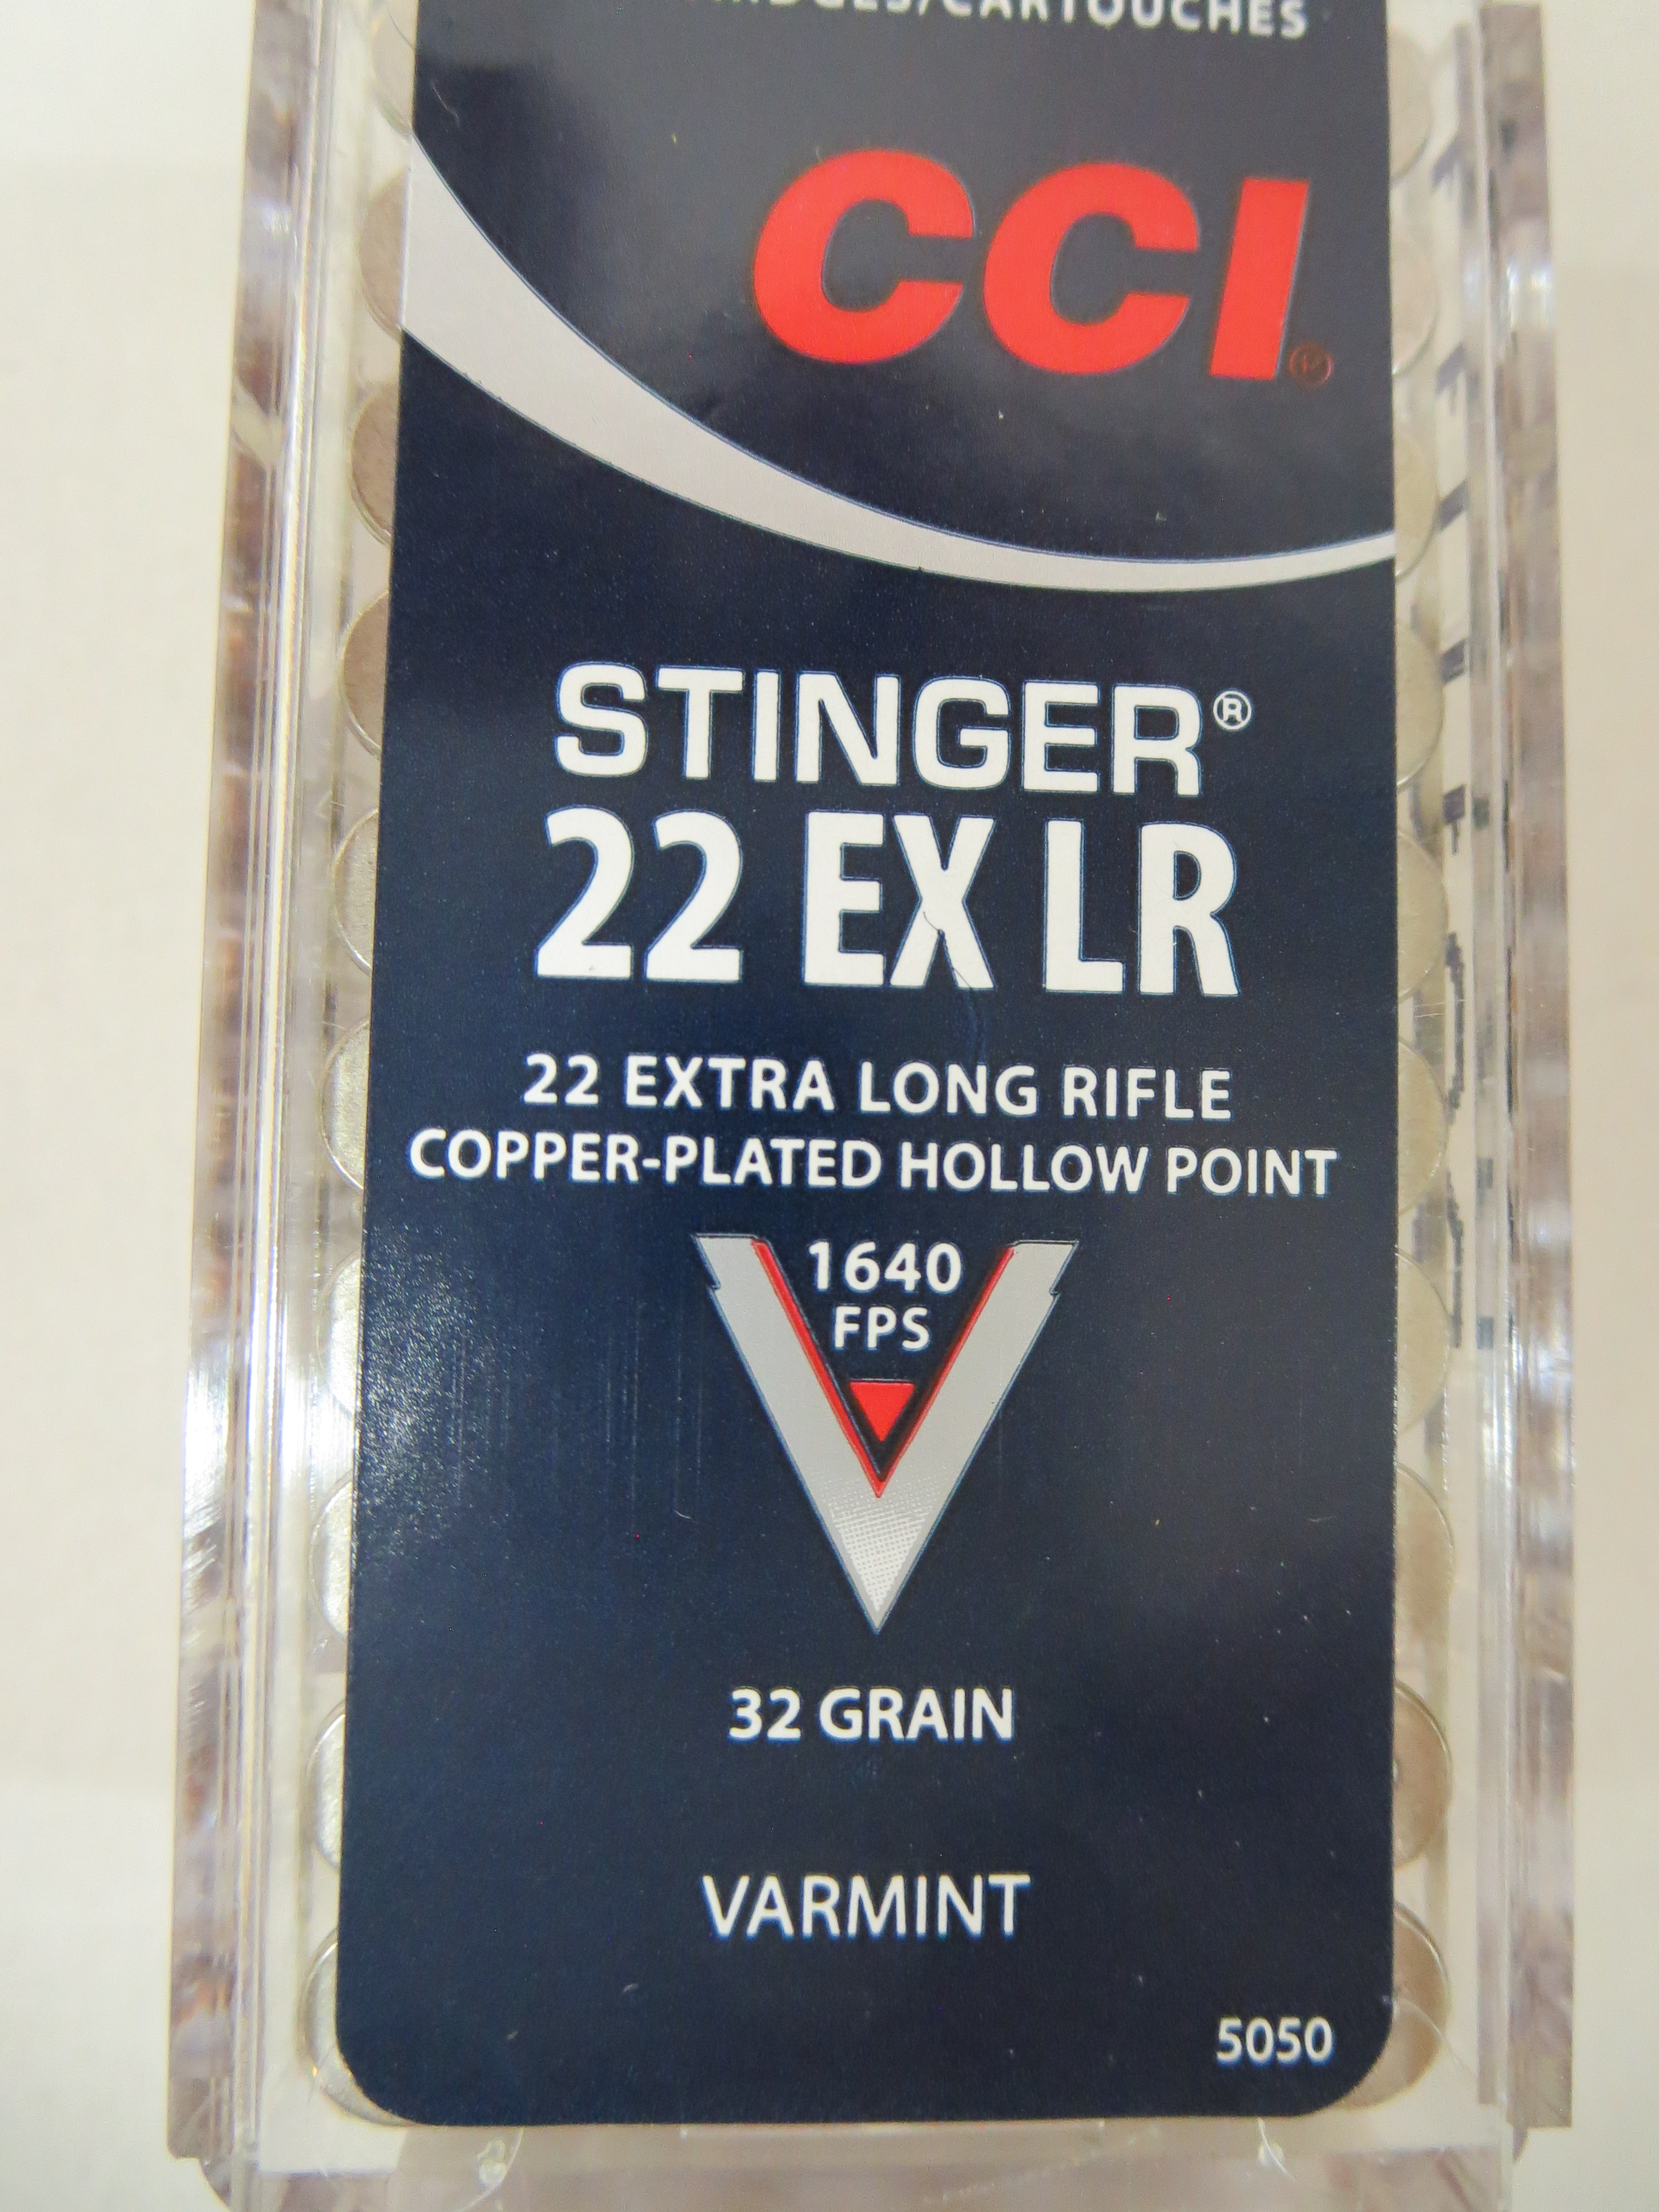 CARTOUCHES
CCI®
STINGER®
22 EX LR
22 EXTRA LONG RIFLE
COPPER-PLATED HOLLOW POINT
1640
FPS
32 GRAIN
VARMINT
5050